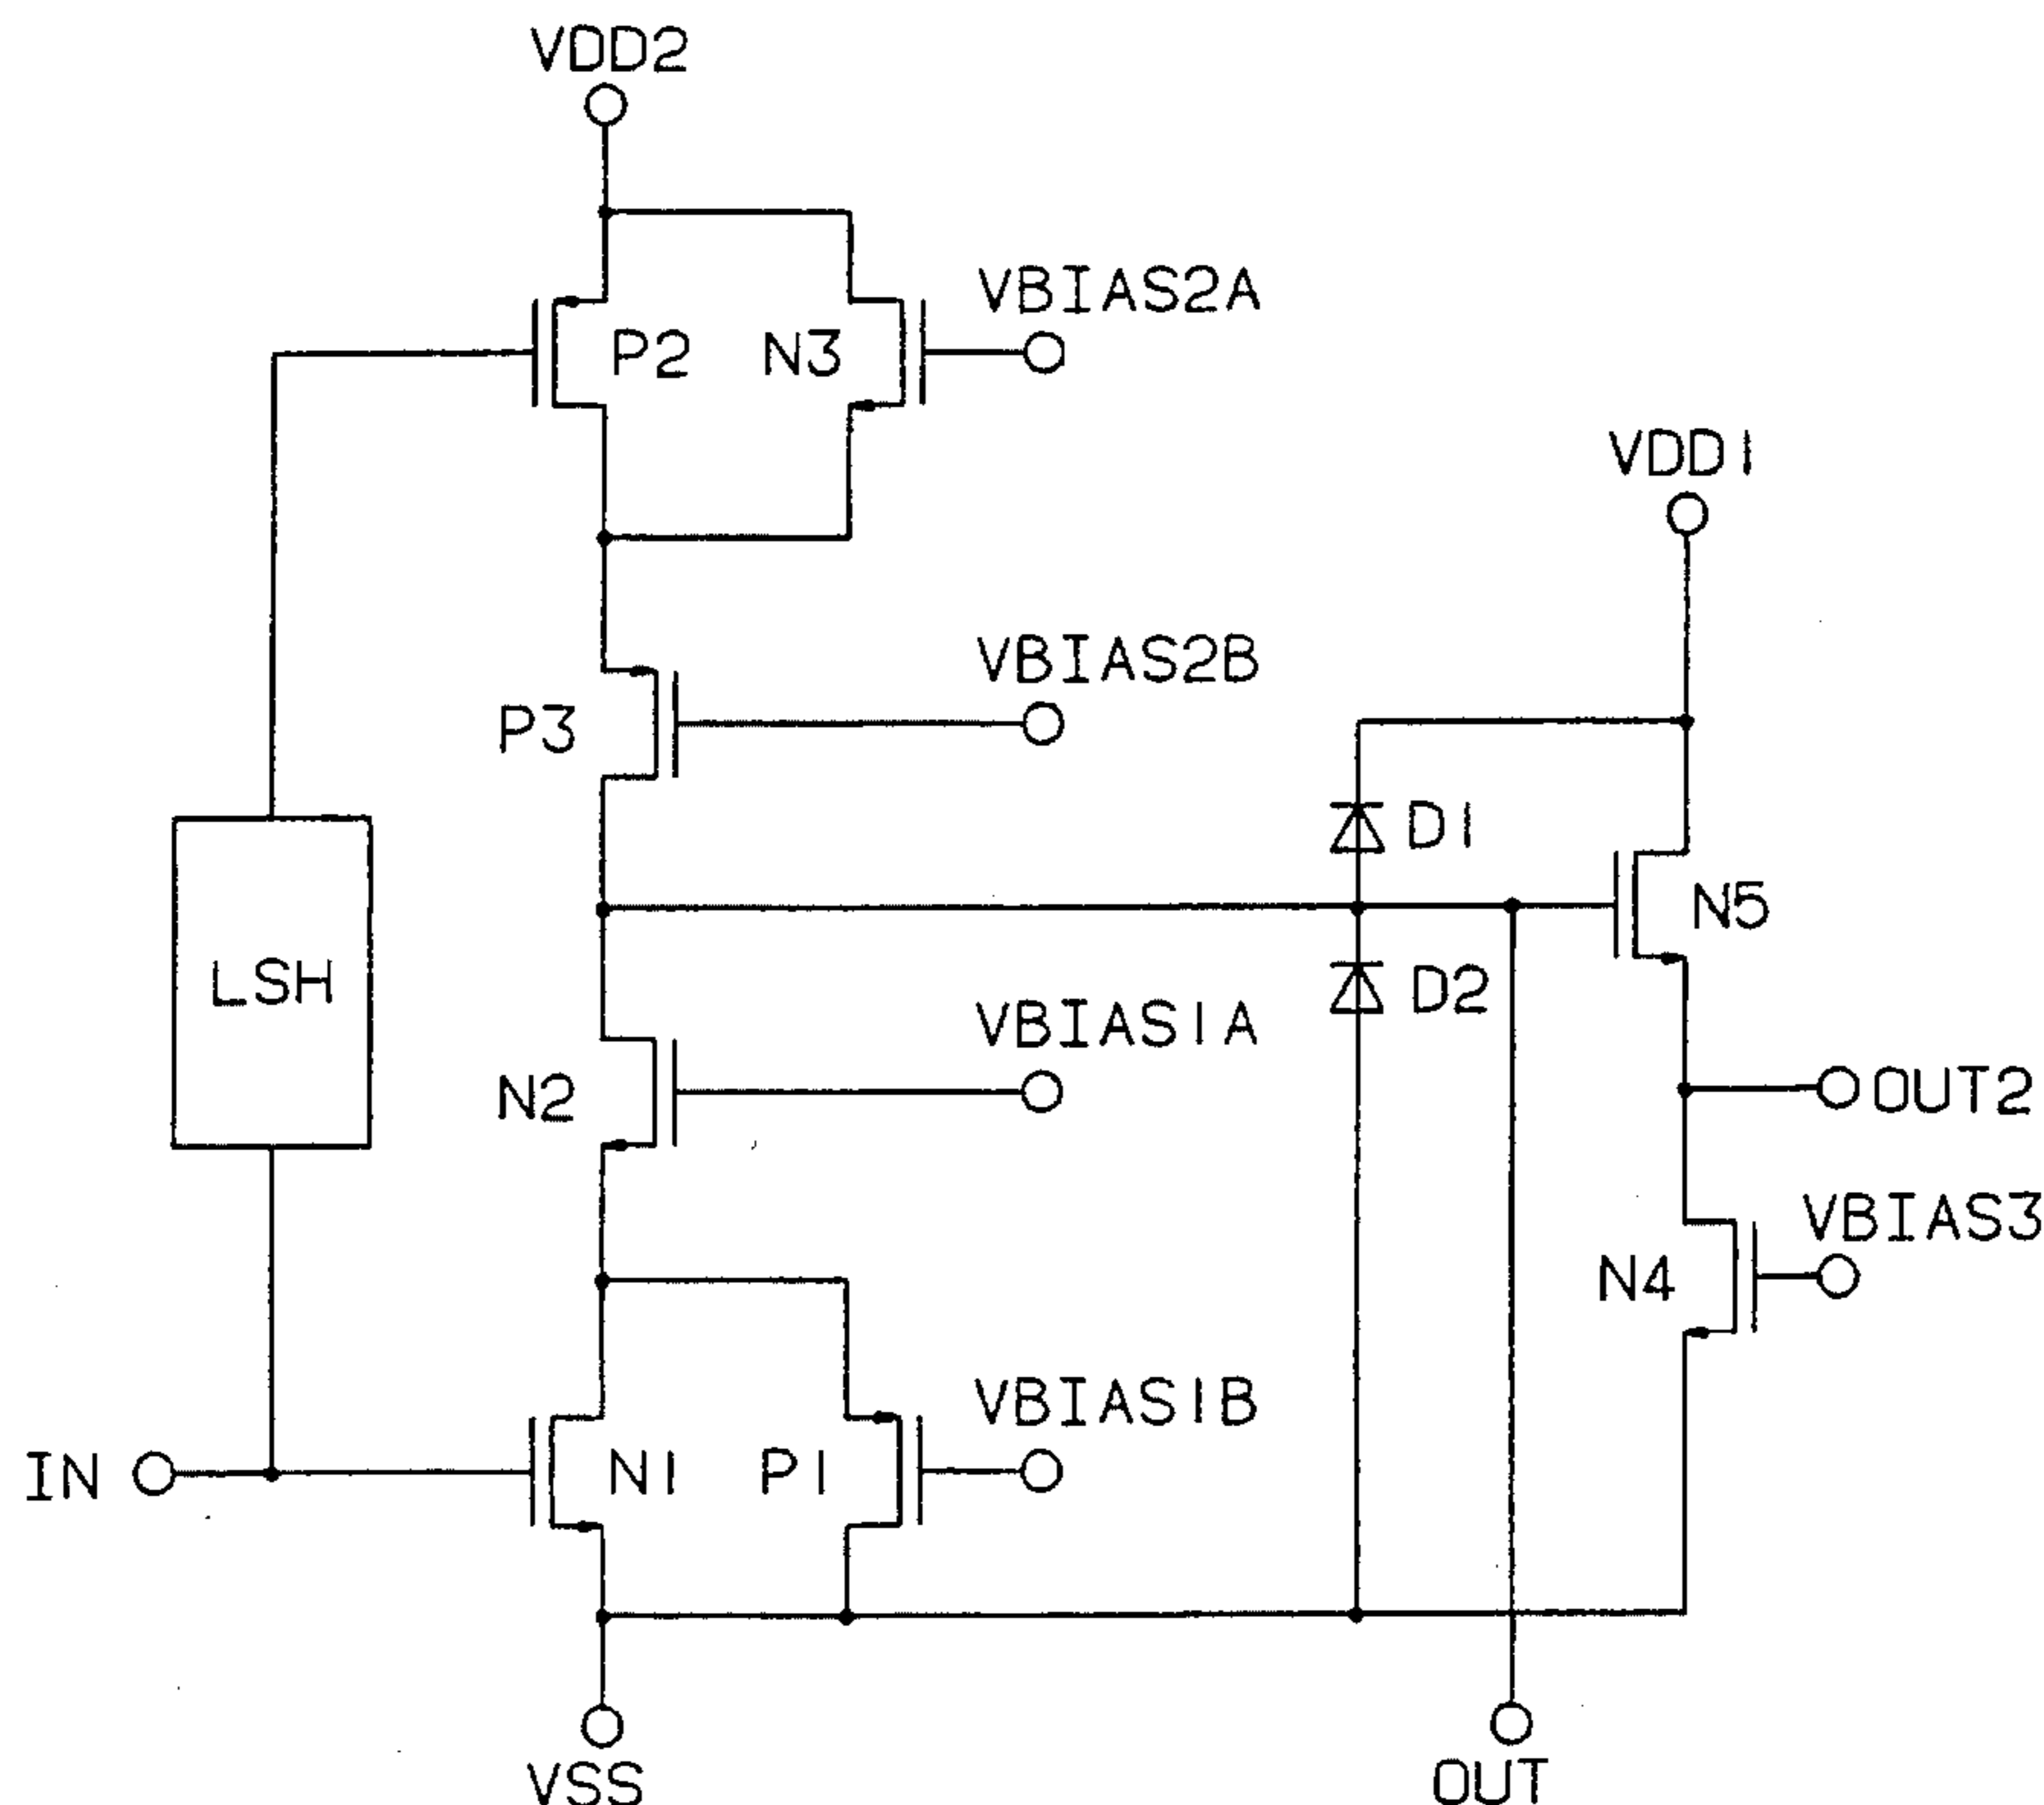 VDD2
VBIAS2A
P2
N3
VDD1
VBIAS2B
P3
D1
N5
LSH
D2
VBIAS1A
N2
OUT2
VBIAS3
N4
VBIAS1B
IN
N1
P1
VSS
OUT